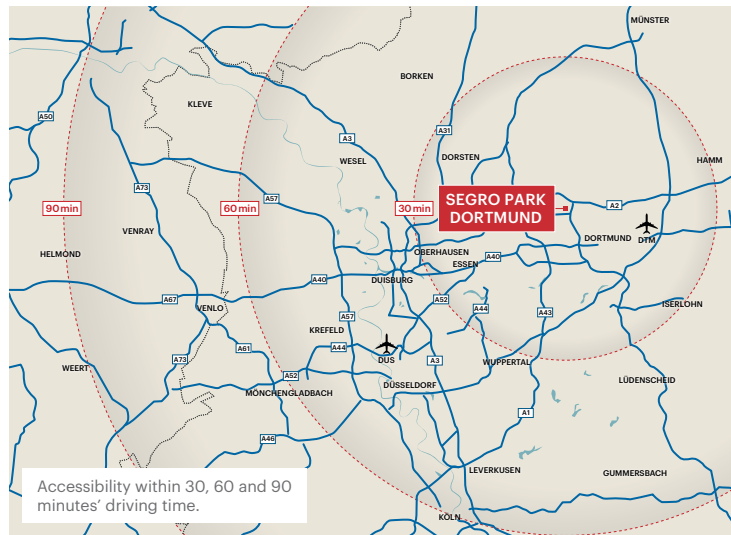 MÜNSTER
BORKEN
KLEVE
A50
A3
A31
WESEL
DORSTEN
HAMM
A73
A57
90 min
60 min
30 min
SEGRO PARK
DORTMUND
A2
VENRAY
DORTMUND
DTM
HELMOND
OBERHAUSEN
ESSEN
A40
A40
DUISBURG
A67
A52
VENLO
A44
A43
ISERLOHN
A57
KREFELD
A44
A61
A73
DUS
A3
WUPPERTAL
WEERT
A52
DÜSSELDORF
LÜDENSCHEID
MÖNCHENGLADBACH
A1
A46
LEVERKUSEN
GUMMERSBACH
Accessibility within 30, 60 and 90
minutes’ driving time.
KÖLN